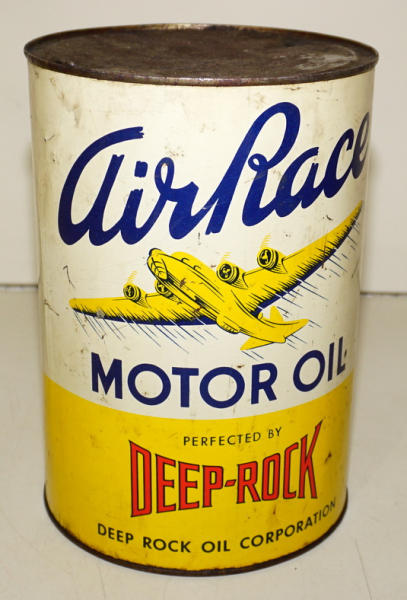 Air Race
MOTOR OIL
PERFECTED BY
DEEP-ROCK
DEEP ROCK OIL CORPORATION